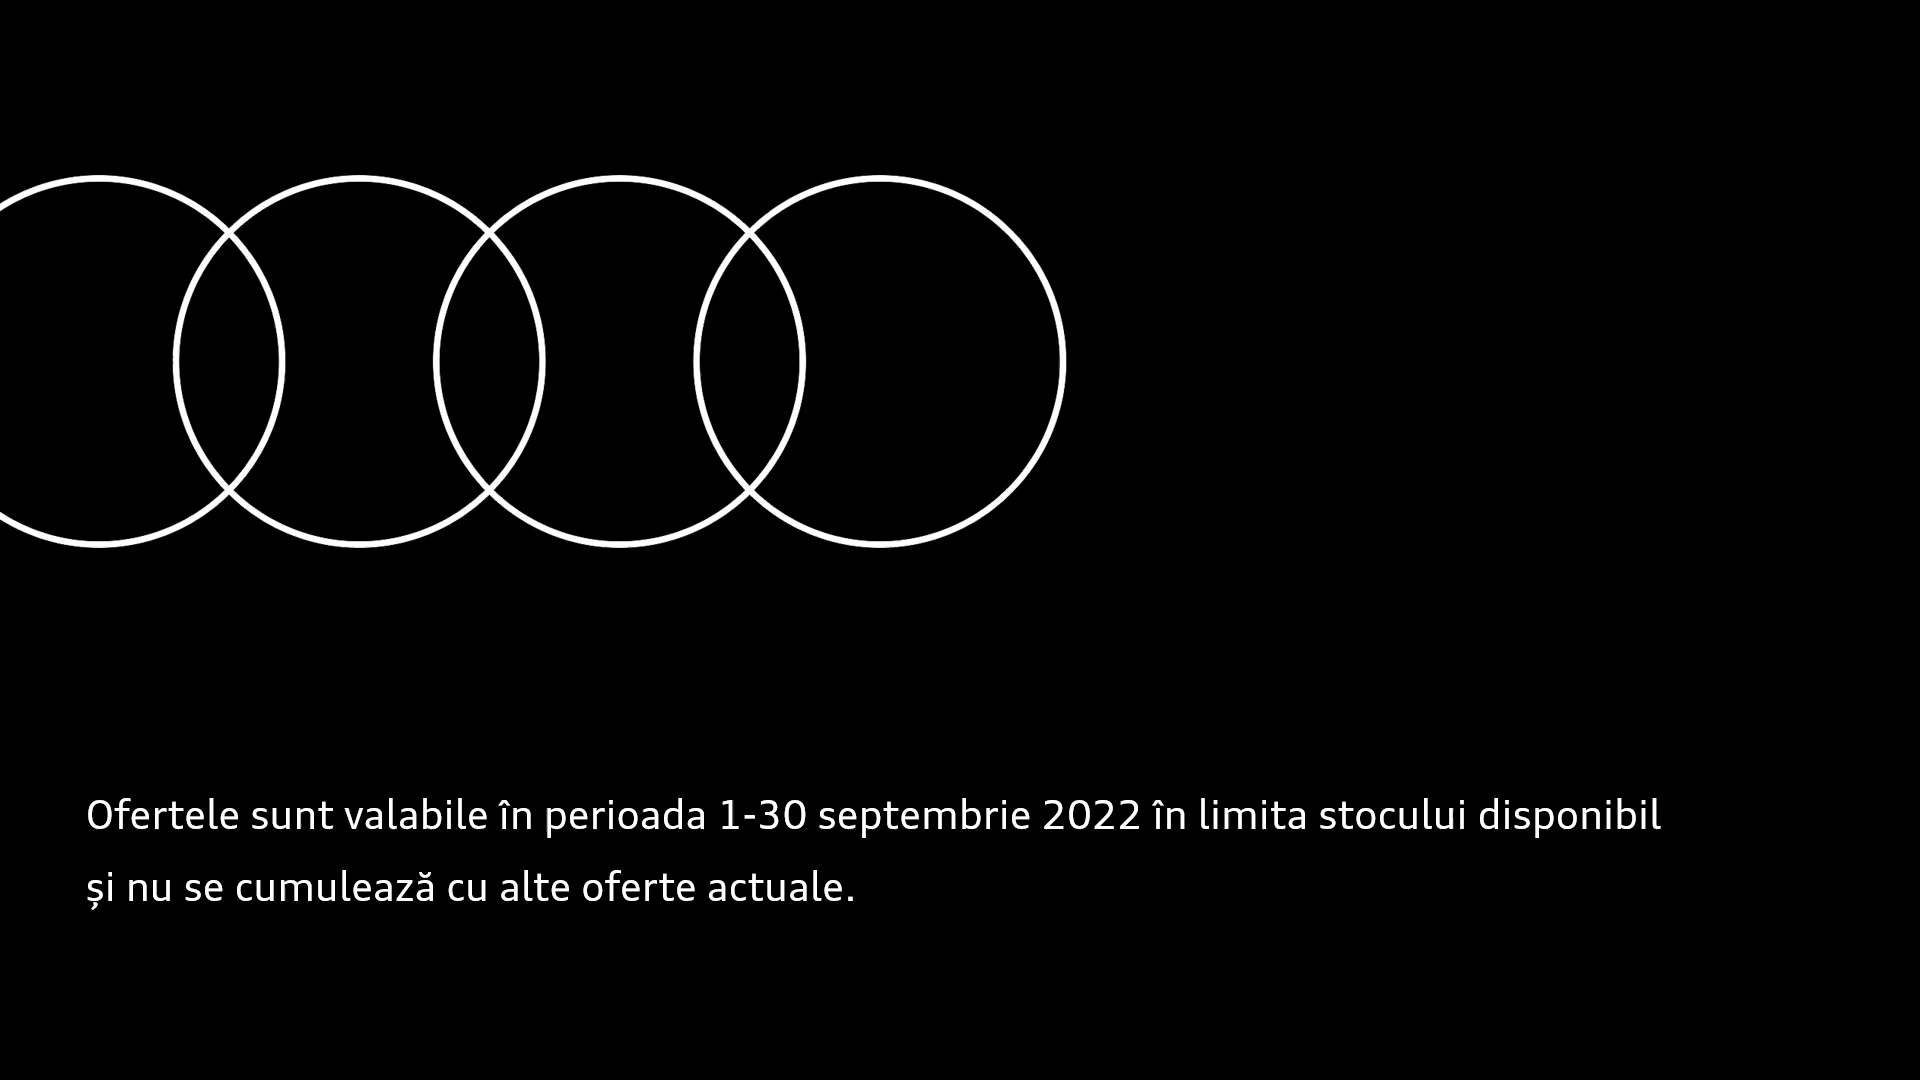 Ofertele sunt valabile în perioada 1-30 septembrie 2022 în limita stocului disponibil
și nu se cumulează cu alte oferte actuale.